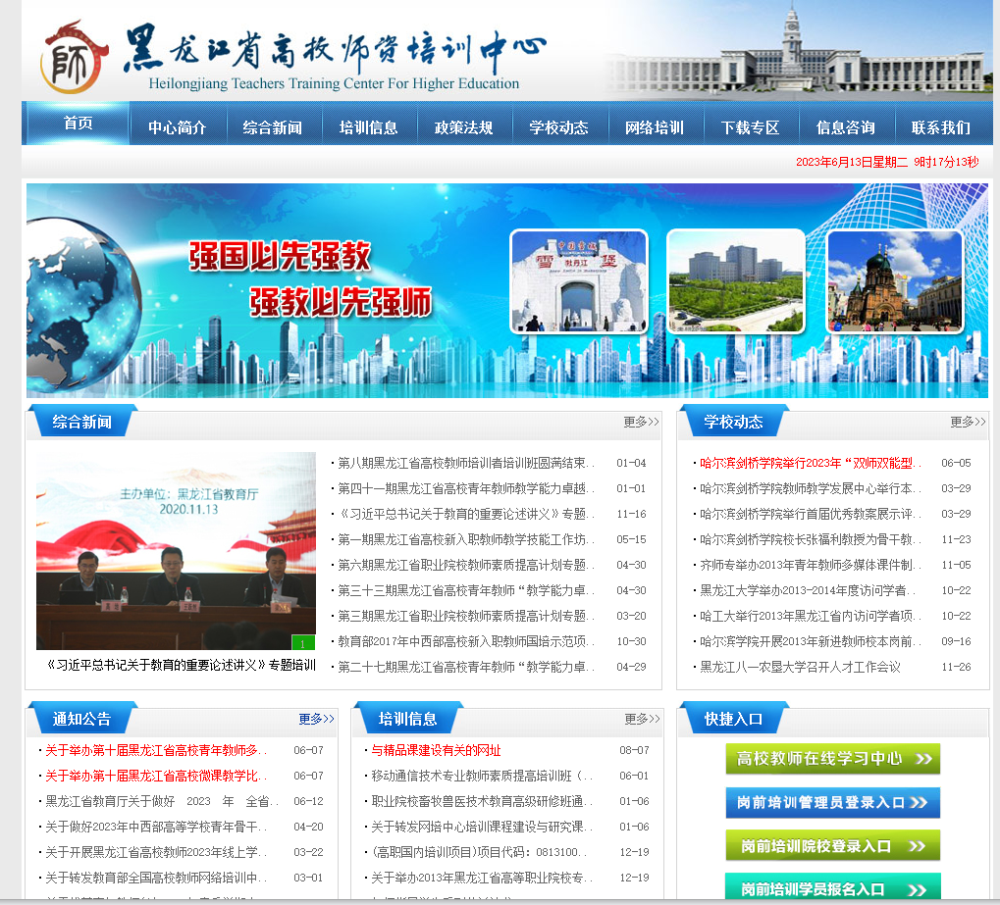 師
黑龙江省高校师资培训中心
Heilongjiang Teachers Training Center For Higher Education
首页 中心简介 综合新闻 培训信息 政策法规 学校动态 网络培训 下载专区 信息咨询 联系我们
2023年6月13日星期二 9时17分13秒
强国必先强教
强教必先强师
中国雪城
雪 堡
牡丹江
综合新闻 更多>>
主办单位：黑龙江省教育厅
2020.11.13
1
《习近平总书记关于教育的重要论述讲义》专题培训
·第八期黑龙江省高校教师培训者培训班圆满结束.. 01-04
·第四十一期黑龙江省高校青年教师教学能力卓越.. 01-01
·《习近平总书记关于教育的重要论述讲义》专题.. 11-16
·第一期黑龙江省高校新入职教师教学技能工作坊.. 05-15
·第六期黑龙江省职业院校教师素质提高计划专题.. 04-30
·第三十三期黑龙江省高校青年教师“教学能力卓.. 04-30
·第三期黑龙江省职业院校教师素质提高计划专题.. 03-20
·教育部2017年中西部高校新入职教师国培示范项.. 10-30
·第二十七期黑龙江省高校青年教师“教学能力卓.. 04-29
学校动态 更多>>
·哈尔滨剑桥学院举行2023年“双师双能型.. 06-05
·哈尔滨剑桥学院教师教学发展中心举行本.. 03-29
·哈尔滨剑桥学院举行首届优秀教案展示评.. 03-29
·哈尔滨剑桥学院校长张福利教授为骨干教.. 11-23
·齐师专举办2013年青年教师多媒体课件制.. 11-05
·黑龙江大学举办2013-2014年度访问学者.. 10-22
·哈工大举行2013年黑龙江省内访问学者项.. 10-22
·哈尔滨学院开展2013年新进教师校本岗前.. 09-16
·黑龙江八一农垦大学召开人才工作会议 11-26
通知公告 更多>>
·关于举办第十届黑龙江省高校青年教师多.. 06-07
·关于举办第十届黑龙江省高校微课教学比.. 06-07
·黑龙江省教育厅关于做好 2023 年 全省.. 06-12
·关于做好2023年中西部高等学校青年骨干.. 04-20
·关于开展黑龙江省高校教师2023年线上学.. 03-22
·关于转发教育部全国高校教师网络培训中.. 03-01
培训信息 更多>>
·与精品课建设有关的网址 08-07
·移动通信技术专业教师素质提高培训班（.. 06-01
·职业院校畜牧兽医技术教育高级研修班通.. 01-06
·关于转发网培中心培训课程建设与研究课.. 01-06
·(高职国内培训项目)项目代码：0813100.. 12-19
·关于举办2013年黑龙江省高等职业院校专.. 12-19
快捷入口
高校教师在线学习中心 >>
岗前培训管理员登录入口 >>
岗前培训院校登录入口 >>
岗前培训学员报名入口 >>